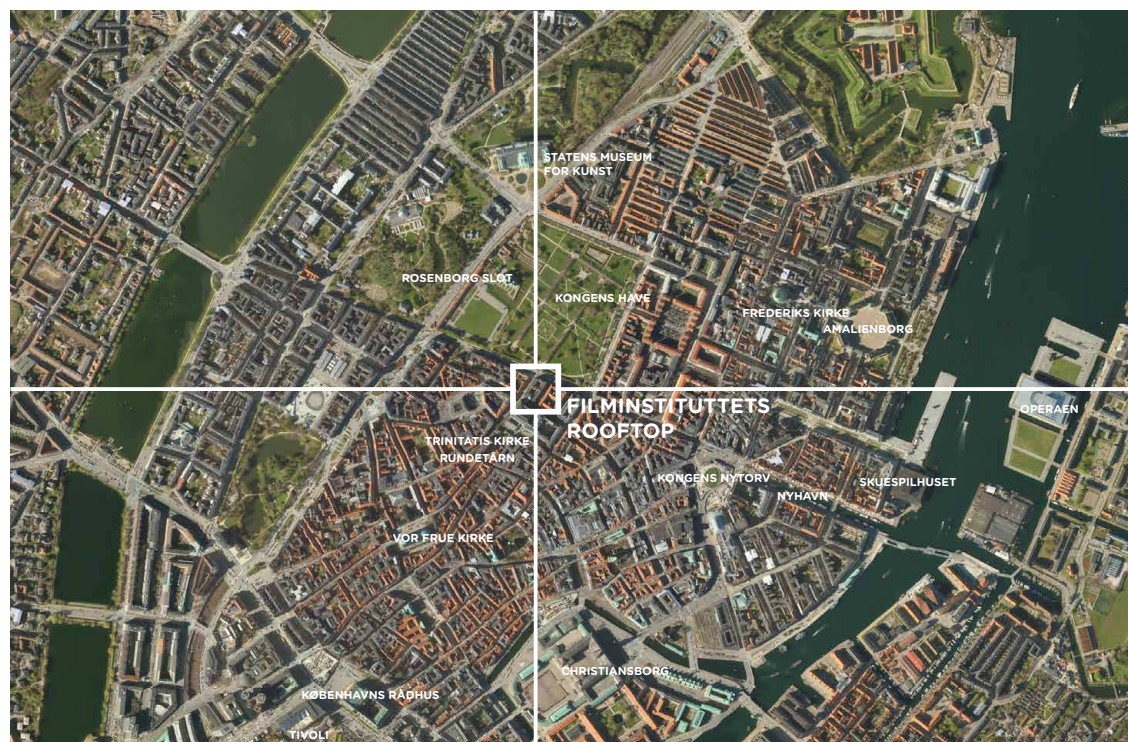 STATENS MUSEUM
FOR KUNST
ROSENBORG SLOT
KONGENS HAVE
FREDERIKS KIRKE
AMALIENBORG
FILMINSTITUTTETS
ROOFTOP
OPERAEN
TRINITATIS KIRKE
RUNDETÅRN
KONGENS NYTORV
SKUESPILHUSET
NYHAVN
VOR FRUE KIRKE
CHRISTIANSBORG
KØBENHAVNS RÅDHUS
TIVOLI